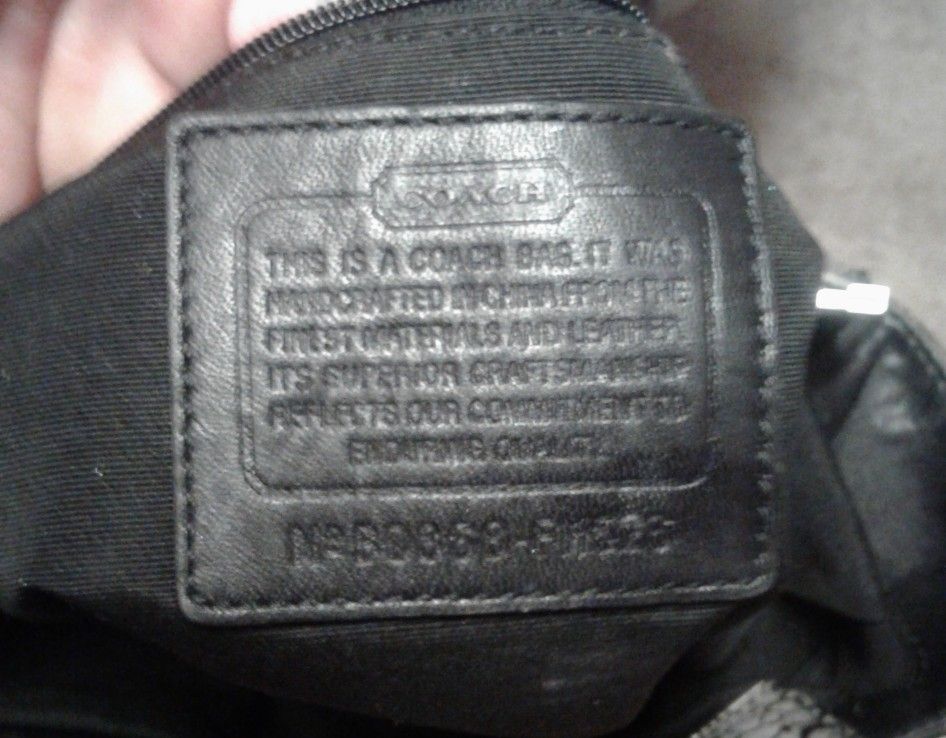 COACH
THIS IS A COACH BAG. IT WAS
HANDCRAFTED IN CHINA FROM THE
FINEST MATERIALS AND LEATHER
ITS SUPERIOR CRAFTSMANSHIP
REFLECTS OUR COMMITMENT TO
ENDURING QUALITY.